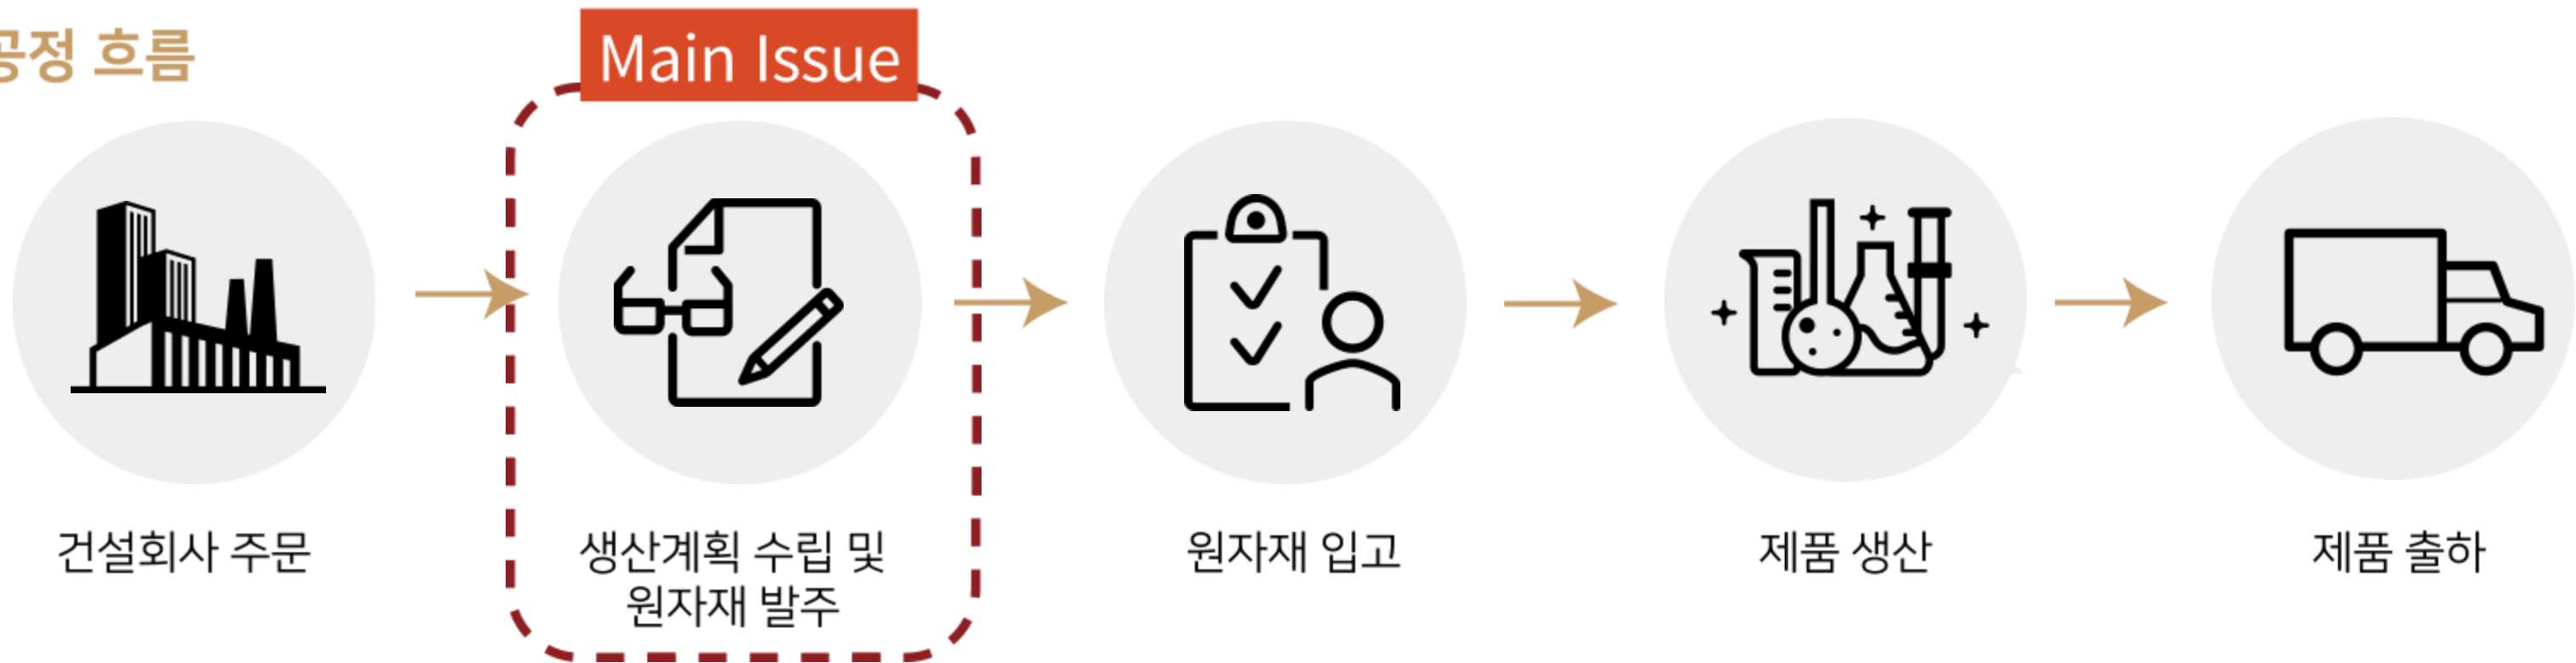 공정 흐름
Main Issue
건설회사 주문
생산계획 수립 및
원자재 발주
원자재 입고
제품 생산
제품 출하